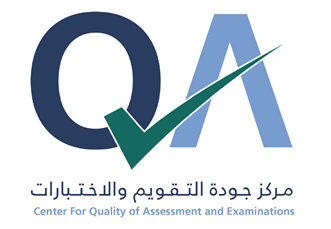 QA
مركز جودة التقويم والاختبارات
Center For Quality of Assessment and Examinations